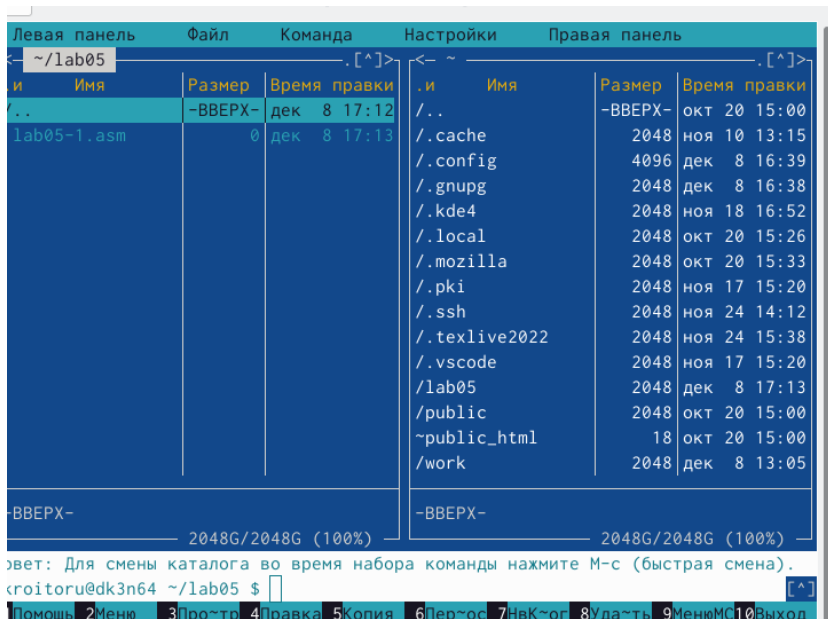 Левая панель Файл Команда Настройки Правая панель
<— ~/lab05 .[^]> <— ~ .[^]>
.и Имя Размер Время правки .и Имя Размер Время правки
/.. -ВВЕРХ- дек 8 17:12 /.. -ВВЕРХ- окт 20 15:00
lab05-1.asm 0 дек 8 17:13 /.cache 2048 ноя 10 13:15
/.config 4096 дек 8 16:39
/.gnupg 2048 дек 8 16:38
/.kde4 2048 ноя 18 16:52
/.local 2048 окт 20 15:26
/.mozilla 2048 окт 20 15:33
/.pki 2048 ноя 17 15:20
/.ssh 2048 ноя 24 14:12
/.texlive2022 2048 ноя 24 15:38
/.vscode 2048 ноя 17 15:20
/lab05 2048 дек 8 17:13
/public 2048 окт 20 15:00
~public_html 18 окт 20 15:00
/work 2048 дек 8 13:05
-ВВЕРХ- -ВВЕРХ-
2048G/2048G (100%) 2048G/2048G (100%)
овет: Для смены каталога во время набора команды нажмите M-c (быстрая смена).
kroitoru@dk3n64 ~/lab05 $ [^]
1Помощь 2Меню 3Про~тр 4Правка 5Копия 6Пер~ос 7НвК~ог 8Уда~ть 9МенюMC 10Выход